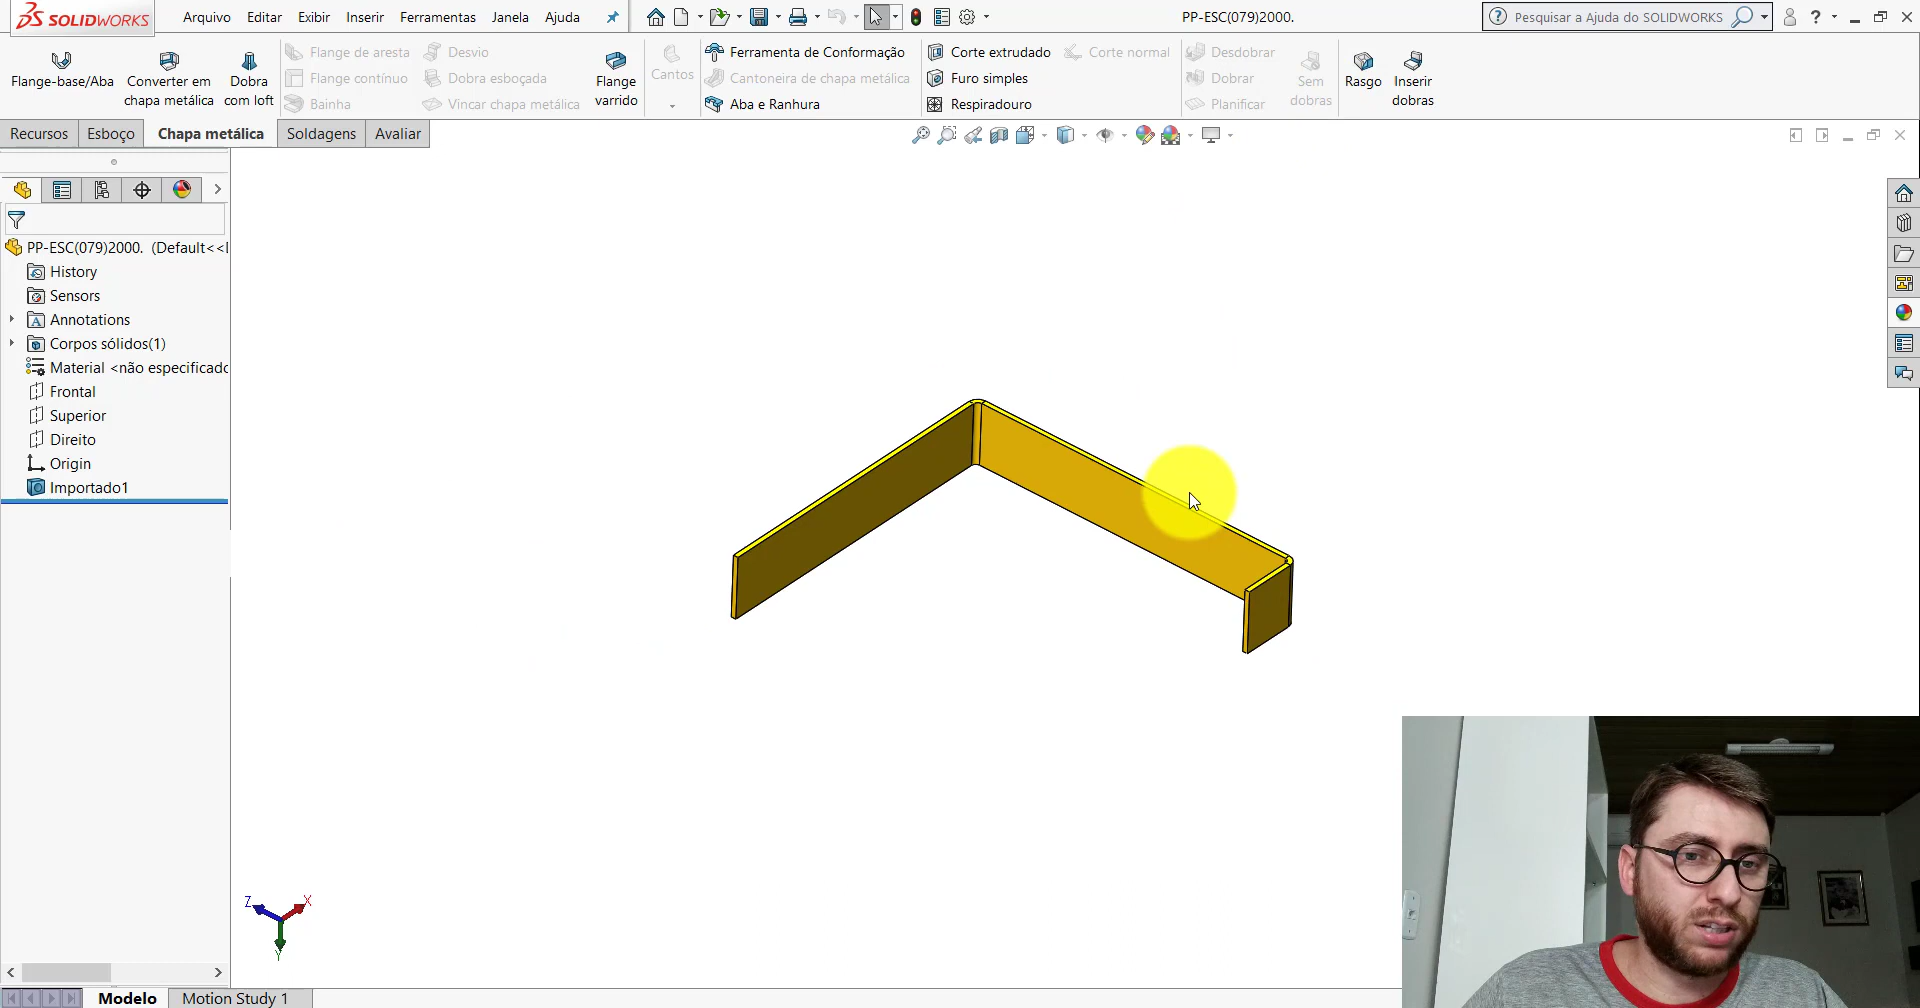 SOLIDWORKS
Arquivo Editar Exibir Inserir Ferramentas Janela Ajuda
PP-ESC(079)2000.
Pesquisar a Ajuda do SOLIDWORKS
Flange-base/Aba
Converter em
chapa metálica
Dobra
com loft
Flange de aresta
Flange contínuo
Bainha
Desvio
Dobra esboçada
Vincar chapa metálica
Flange
varrido
Cantos
Ferramenta de Conformação
Cantoneira de chapa metálica
Aba e Ranhura
Corte extrudado
Furo simples
Respiradouro
Corte normal
Desdobrar
Dobrar
Planificar
Sem
dobras
Rasgo
Inserir
dobras
Recursos Esboço Chapa metálica Soldagens Avaliar
PP-ESC(079)2000. (Default<<
History
Sensors
Annotations
Corpos sólidos(1)
Material <não especificado
Frontal
Superior
Direito
Origin
Importado1
Z X
Y
Modelo Motion Study 1